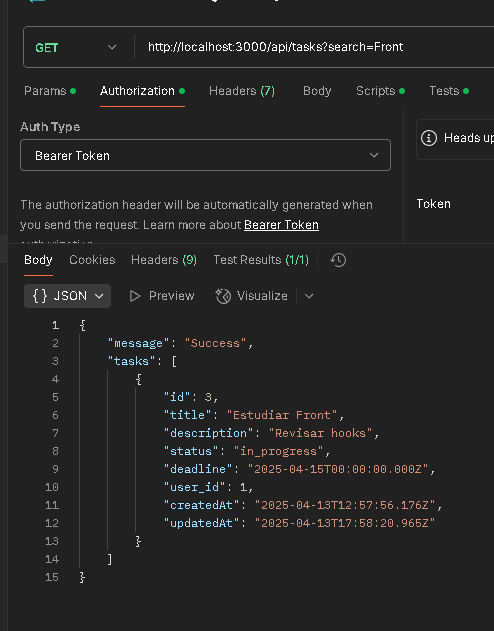 GET http://localhost:3000/api/tasks?search=Front
Params Authorization Headers (7) Body Scripts Tests
Auth Type
Bearer Token
Heads up
The authorization header will be automatically generated when
you send the request. Learn more about Bearer Token
Token
Body Cookies Headers (9) Test Results (1/1)
{} JSON Preview Visualize
1 {
2 "message": "Success",
3 "tasks": [
4 {
5 "id": 3,
6 "title": "Estudiar Front",
7 "description": "Revisar hooks",
8 "status": "in_progress",
9 "deadline": "2025-04-15T00:00:00.000Z",
10 "user_id": 1,
11 "createdAt": "2025-04-13T12:57:56.176Z",
12 "updatedAt": "2025-04-13T17:58:20.965Z"
13 }
14 ]
15 }